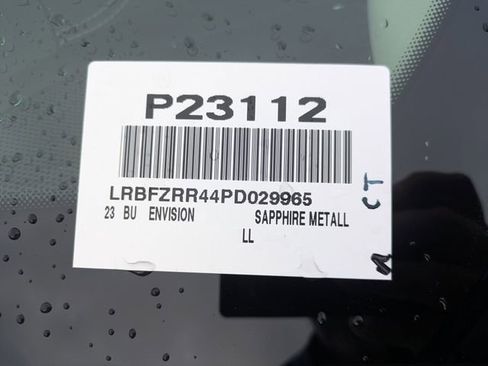 P23112
LRBFZRR44PD029965
23 BU ENVISION SAPPHIRE METALL
LL
CT